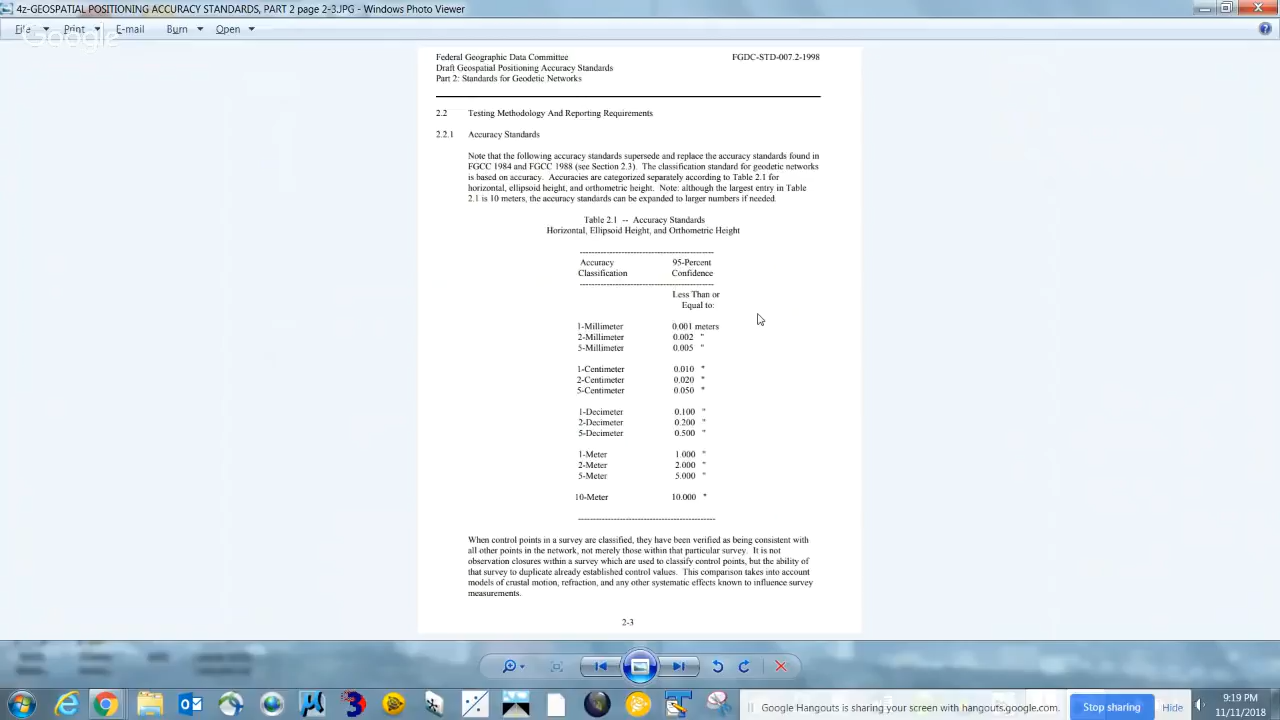 4z-GEOSPATIAL POSITIONING ACCURACY STANDARDS, PART 2 page 2-3.JPG - Windows Photo Viewer
File Print E-mail Burn Open
Google
Federal Geographic Data Committee FGDC-STD-007.2-1998
Draft Geospatial Positioning Accuracy Standards
Part 2: Standards for Geodetic Networks
2.2 Testing Methodology And Reporting Requirements
2.2.1 Accuracy Standards
Note that the following accuracy standards supersede and replace the accuracy standards found in
FGCC 1984 and FGCC 1988 (see Section 2.3). The classification standard for geodetic networks
is based on accuracy. Accuracies are categorized separately according to Table 2.1 for
horizontal, ellipsoid height, and orthometric height. Note: although the largest entry in Table
2.1 is 10 meters, the accuracy standards can be expanded to larger numbers if needed.
Table 2.1 -- Accuracy Standards
Horizontal, Ellipsoid Height, and Orthometric Height
Accuracy 95-Percent
Classification Confidence
Less Than or
Equal to:
1-Millimeter 0.001 meters
2-Millimeter 0.002 "
5-Millimeter 0.005 "
1-Centimeter 0.010 "
2-Centimeter 0.020 "
5-Centimeter 0.050 "
1-Decimeter 0.100 "
2-Decimeter 0.200 "
5-Decimeter 0.500 "
1-Meter 1.000 "
2-Meter 2.000 "
5-Meter 5.000 "
10-Meter 10.000 "
When control points in a survey are classified, they have been verified as being consistent with
all other points in the network, not merely those within that particular survey. It is not
observation closures within a survey which are used to classify control points, but the ability of
that survey to duplicate already established control values. This comparison takes into account
models of crustal motion, refraction, and any other systematic effects known to influence survey
measurements.
2-3
Google Hangouts is sharing your screen with hangouts.google.com. Stop sharing Hide
9:19 PM
11/11/2018